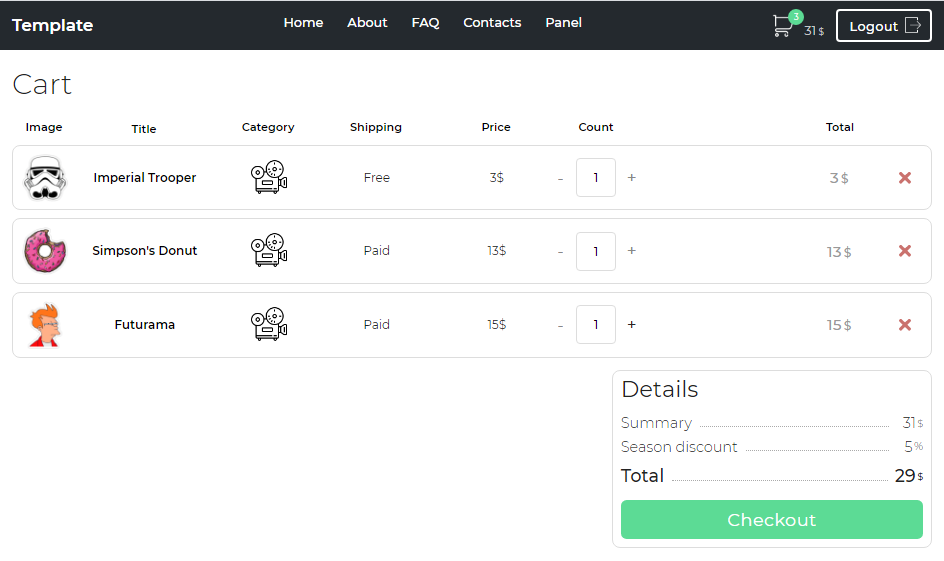 Template Home About FAQ Contacts Panel 3 31 $ Logout
Cart
Image Title Category Shipping Price Count Total
Imperial Trooper Free 3$ - 1 + 3 $
Simpson's Donut Paid 13$ - 1 + 13 $
Futurama Paid 15$ - 1 + 15 $
Details
Summary 31 $
Season discount 5 %
Total 29 $
Checkout